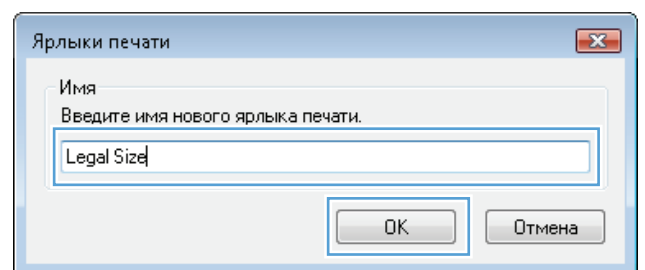 Ярлыки печати
Имя
Введите имя нового ярлыка печати.
Legal Size
OK
Отмена